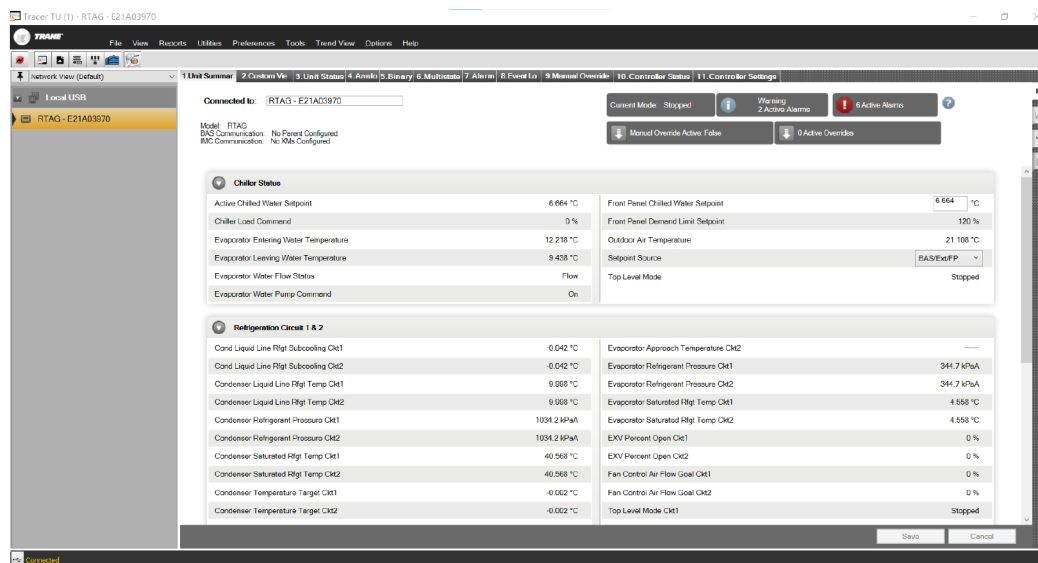 Tracer TU (1) - RTAG - E21A03970
TRANE
File View Reports Utilities Preferences Tools Trend View Options Help
Network View (Default)
1.Unit Summar 2.Custom Vie 3.Unit Status 4.Analo 5.Binary 6.Multistate 7.Alarm 8.Event Lo 9.Manual Override 10.Controller Status 11.Controller Settings
Local USB
RTAG - E21A03970
Connected to: RTAG - E21A03970
Current Mode: Stopped
Warning
2 Active Alarms
6 Active Alarms
Model: RTAG
BAS Communication: No Parent Configured
IMC Communication: No XMs Configured
Manual Override Active: False
0 Active Overrides
Chiller Status
Active Chilled Water Setpoint 6.664 °C
Front Panel Chilled Water Setpoint 6.664 °C
Chiller Load Command 0 %
Front Panel Demand Limit Setpoint 120 %
Evaporator Entering Water Temperature 12.218 °C
Outdoor Air Temperature 21.108 °C
Evaporator Leaving Water Temperature 9.438 °C
Setpoint Source BAS/Ext/FP
Evaporator Water Flow Status Flow
Top Level Mode Stopped
Evaporator Water Pump Command On
Refrigeration Circuit 1 & 2
Cond Liquid Line Rfgt Subcooling Ckt1 -0.042 °C
Evaporator Approach Temperature Ckt2 -----
Cond Liquid Line Rfgt Subcooling Ckt2 -0.042 °C
Evaporator Refrigerant Pressure Ckt1 344.7 kPaA
Condenser Liquid Line Rfgt Temp Ckt1 9.998 °C
Evaporator Refrigerant Pressure Ckt2 344.7 kPaA
Condenser Liquid Line Rfgt Temp Ckt2 9.998 °C
Evaporator Saturated Rfgt Temp Ckt1 4.558 °C
Condenser Refrigerant Pressure Ckt1 1034.2 kPaA
Evaporator Saturated Rfgt Temp Ckt2 4.558 °C
Condenser Refrigerant Pressure Ckt2 1034.2 kPaA
EXV Percent Open Ckt1 0 %
Condenser Saturated Rfgt Temp Ckt1 40.568 °C
EXV Percent Open Ckt2 0 %
Condenser Saturated Rfgt Temp Ckt2 40.568 °C
Fan Control Air Flow Goal Ckt1 0 %
Condenser Temperature Target Ckt1 -0.002 °C
Fan Control Air Flow Goal Ckt2 0 %
Condenser Temperature Target Ckt2 -0.002 °C
Top Level Mode Ckt1 Stopped
Save Cancel
Connected